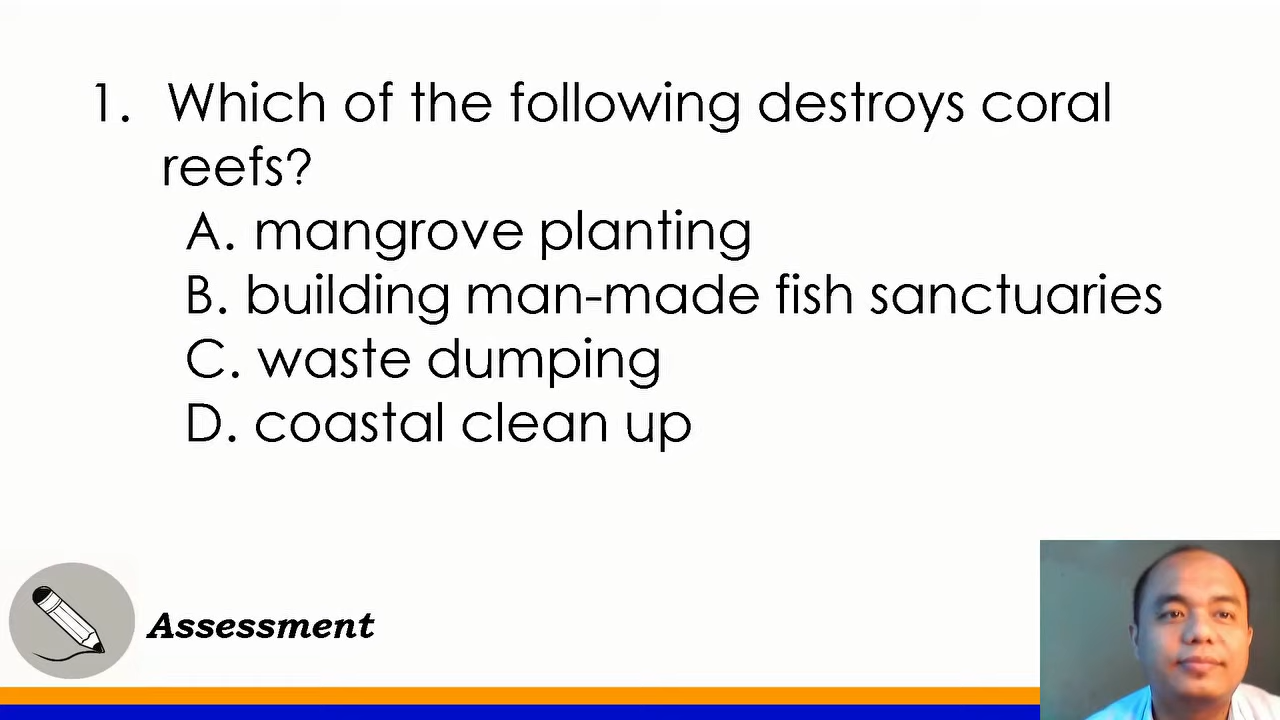 1. Which of the following destroys coral
reefs?
A. mangrove planting
B. building man-made fish sanctuaries
C. waste dumping
D. coastal clean up
Assessment